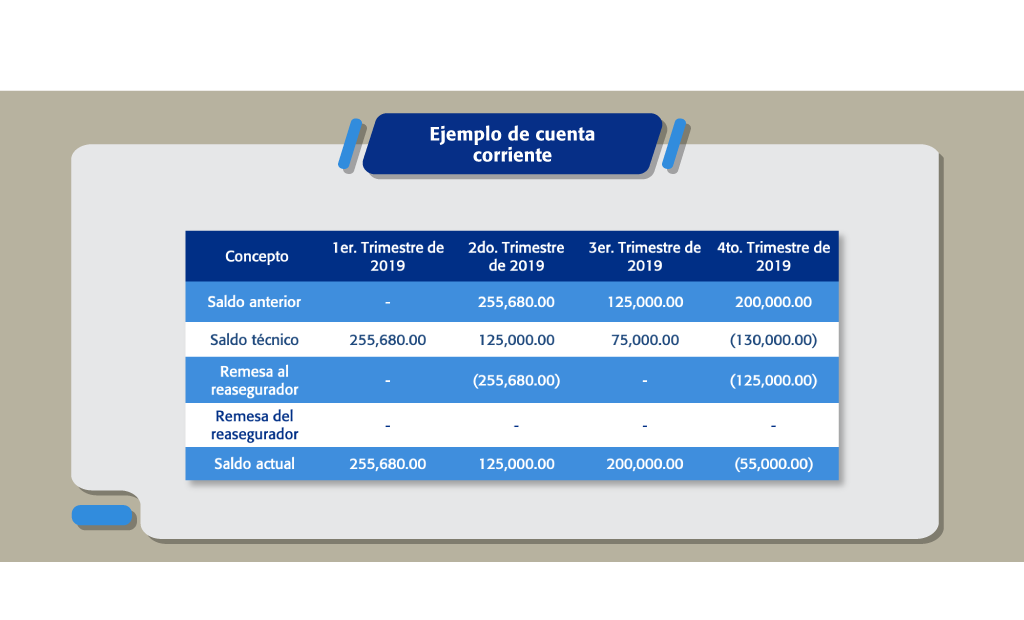 Ejemplo de cuenta
corriente
Concepto 1er. Trimestre de 2019 2do. Trimestre de 2019 3er. Trimestre de 2019 4to. Trimestre de 2019
Saldo anterior - 255,680.00 125,000.00 200,000.00
Saldo técnico 255,680.00 125,000.00 75,000.00 (130,000.00)
Remesa al reasegurador - (255,680.00) - (125,000.00)
Remesa del reasegurador - - - -
Saldo actual 255,680.00 125,000.00 200,000.00 (55,000.00)